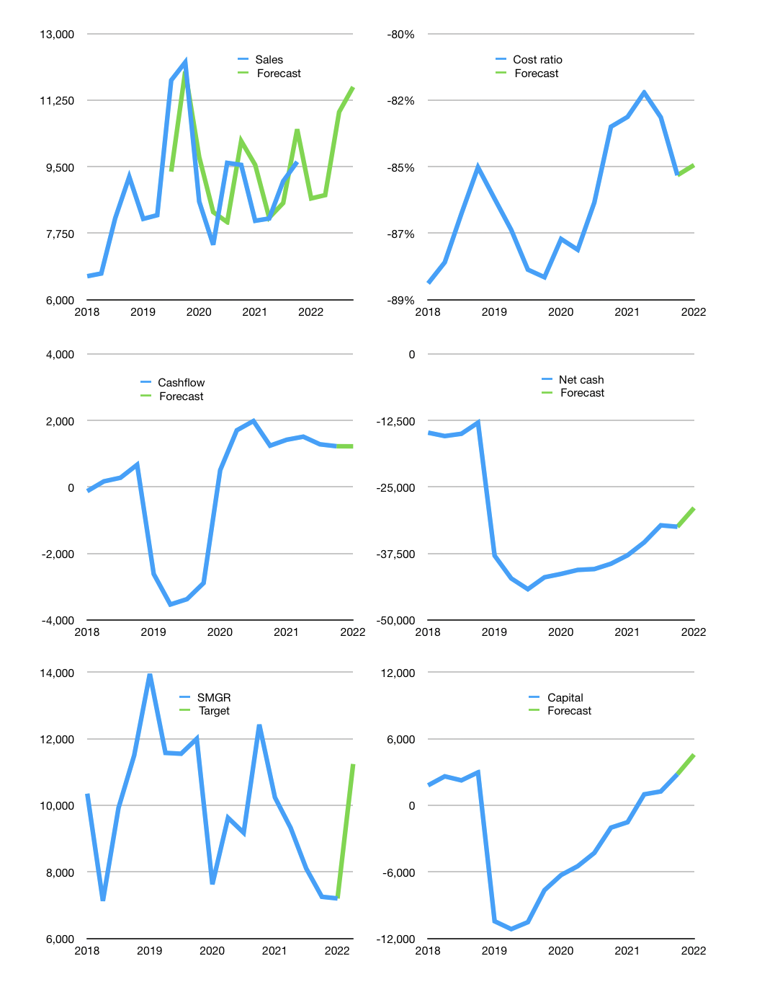 13,000
11,250
9,500
7,750
6,000
Sales
Forecast
2018 2019 2020 2021 2022
-80%
-82%
-85%
-87%
-89%
Cost ratio
Forecast
2018 2019 2020 2021 2022
4,000
2,000
0
-2,000
-4,000
Cashflow
Forecast
2018 2019 2020 2021 2022
0
-12,500
-25,000
-37,500
-50,000
Net cash
Forecast
2018 2019 2020 2021 2022
14,000
12,000
10,000
8,000
6,000
SMGR
Target
2018 2019 2020 2021 2022
12,000
6,000
0
-6,000
-12,000
Capital
Forecast
2018 2019 2020 2021 2022